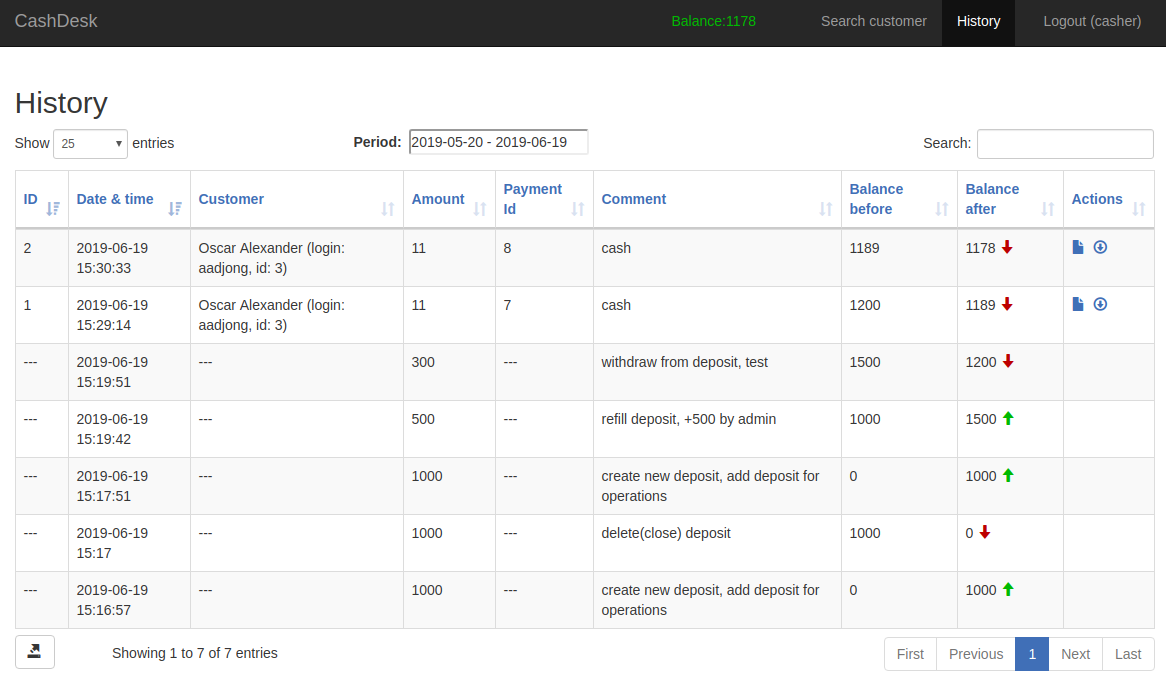 CashDesk Balance:1178 Search customer History Logout (casher)
History
Show 25 entries Period: 2019-05-20 - 2019-06-19 Search:
ID Date & time Customer Amount Payment Id Comment Balance before Balance after Actions
2 2019-06-19 15:30:33 Oscar Alexander (login: aadjong, id: 3) 11 8 cash 1189 1178
1 2019-06-19 15:29:14 Oscar Alexander (login: aadjong, id: 3) 11 7 cash 1200 1189
--- 2019-06-19 15:19:51 --- 300 --- withdraw from deposit, test 1500 1200
--- 2019-06-19 15:19:42 --- 500 --- refill deposit, +500 by admin 1000 1500
--- 2019-06-19 15:17:51 --- 1000 --- create new deposit, add deposit for operations 0 1000
--- 2019-06-19 15:17 --- 1000 --- delete(close) deposit 1000 0
--- 2019-06-19 15:16:57 --- 1000 --- create new deposit, add deposit for operations 0 1000
Showing 1 to 7 of 7 entries First Previous 1 Next Last